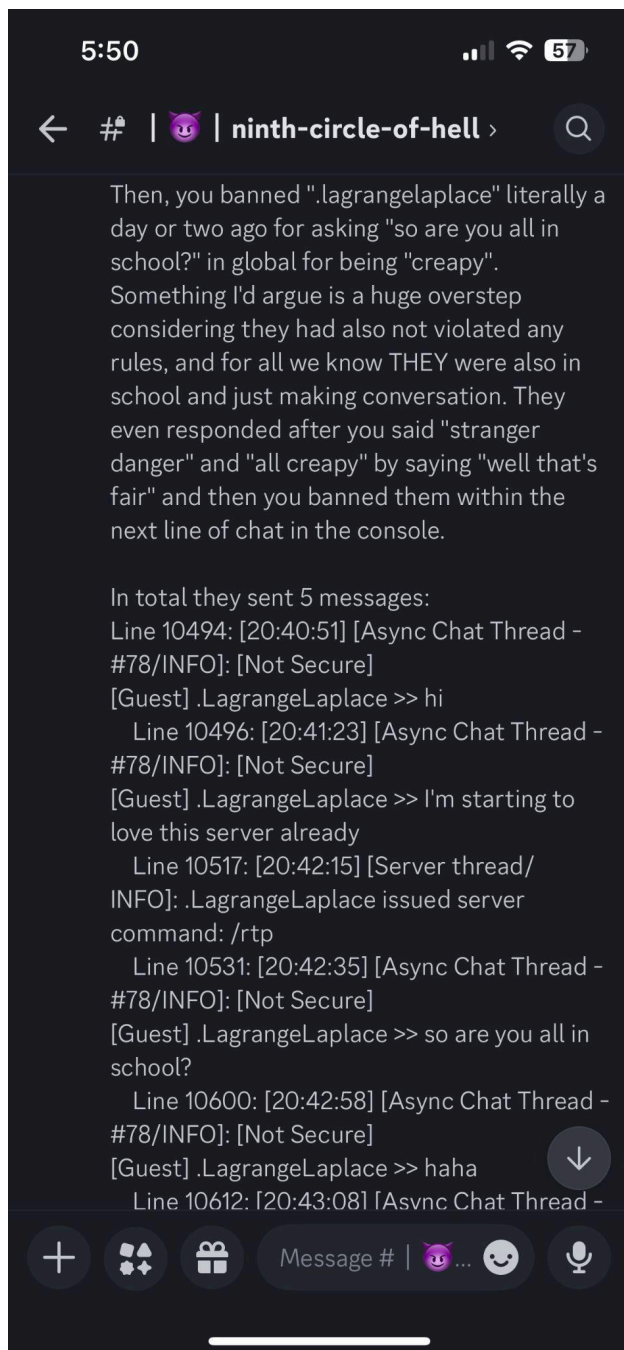 5:50
57
# | 😈 | ninth-circle-of-hell ›
Then, you banned ".lagrangelaplace" literally a
day or two ago for asking "so are you all in
school?" in global for being "creapy".
Something I'd argue is a huge overstep
considering they had also not violated any
rules, and for all we know THEY were also in
school and just making conversation. They
even responded after you said "stranger
danger" and "all creapy" by saying "well that's
fair" and then you banned them within the
next line of chat in the console.
In total they sent 5 messages:
Line 10494: [20:40:51] [Async Chat Thread -
#78/INFO]: [Not Secure]
[Guest] .LagrangeLaplace >> hi
Line 10496: [20:41:23] [Async Chat Thread -
#78/INFO]: [Not Secure]
[Guest] .LagrangeLaplace >> I'm starting to
love this server already
Line 10517: [20:42:15] [Server thread/
INFO]: .LagrangeLaplace issued server
command: /rtp
Line 10531: [20:42:35] [Async Chat Thread -
#78/INFO]: [Not Secure]
[Guest] .LagrangeLaplace >> so are you all in
school?
Line 10600: [20:42:58] [Async Chat Thread -
#78/INFO]: [Not Secure]
[Guest] .LagrangeLaplace >> haha
Line 10612: [20:43:08] [Async Chat Thread -
Message # | 😈...